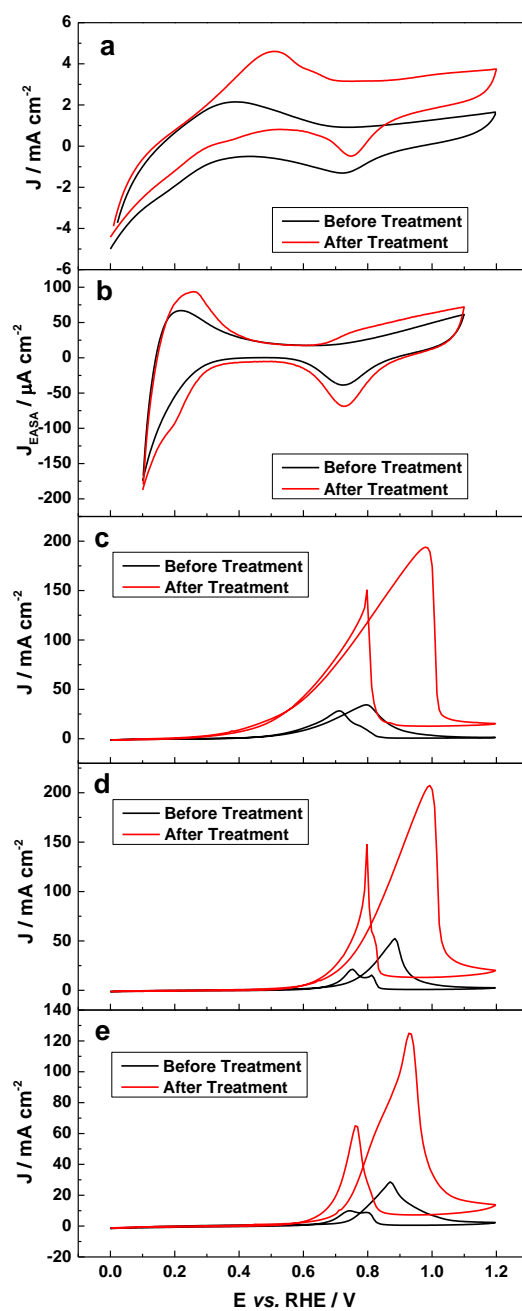 a
6
4
2
0
-2
-4
6
J / mA cm-2
Before Treatment
After Treatment
b
100
50
0
-50
-100
-150
-200
JEASA / μA cm-2
Before Treatment
After Treatment
c
200
150
100
50
0
J / mA cm-2
Before Treatment
After Treatment
d
200
150
100
50
0
J / mA cm-2
Before Treatment
After Treatment
e
140
120
100
80
60
40
20
0
-20
J / mA cm-2
Before Treatment
After Treatment
0.0 0.2 0.4 0.6 0.8 1.0 1.2
E vs. RHE / V